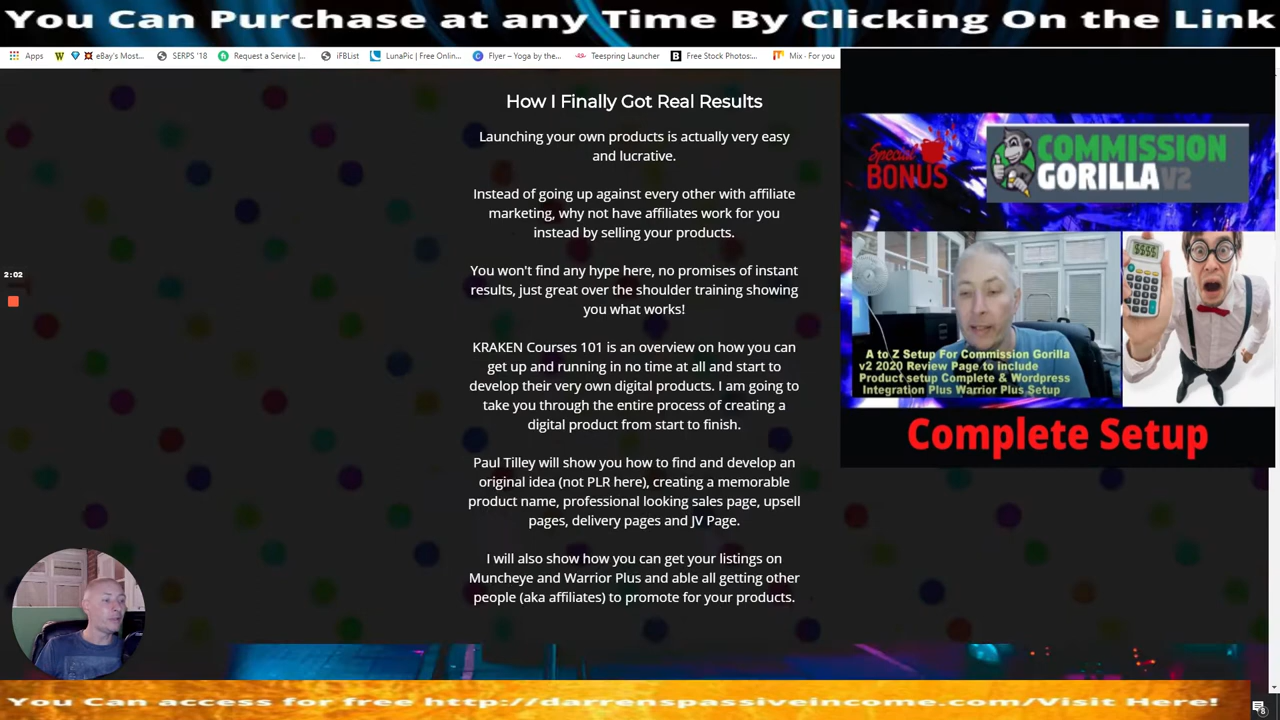 You Can Purchase at any Time By Clicking On the Link
Apps
eBay's Most...
SERPS '18
Request a Service |...
iFBList
LunaPic | Free Onlin...
Flyer – Yoga by the...
Teespring Launcher
Free Stock Photos:...
Mix · For you
How I Finally Got Real Results
Launching your own products is actually very easy
and lucrative.
Instead of going up against every other with affiliate
marketing, why not have affiliates work for you
instead by selling your products.
You won't find any hype here, no promises of instant
results, just great over the shoulder training showing
you what works!
KRAKEN Courses 101 is an overview on how you can
get up and running in no time at all and start to
develop their very own digital products. I am going to
take you through the entire process of creating a
digital product from start to finish.
Paul Tilley will show you how to find and develop an
original idea (not PLR here), creating a memorable
product name, professional looking sales page, upsell
pages, delivery pages and JV Page.
I will also show how you can get your listings on
Muncheye and Warrior Plus and able all getting other
people (aka affiliates) to promote for your products.
2:02
Special
BONUS
COMMISSION
GORILLA V2
A to Z Setup For Commission Gorilla
v2 2020 Review Page to include
Product setup Complete & Wordpress
Integration Plus Warrior Plus Setup
Complete Setup
You Can access for free http://darrenspassiveincome.com/Visit Here!
8